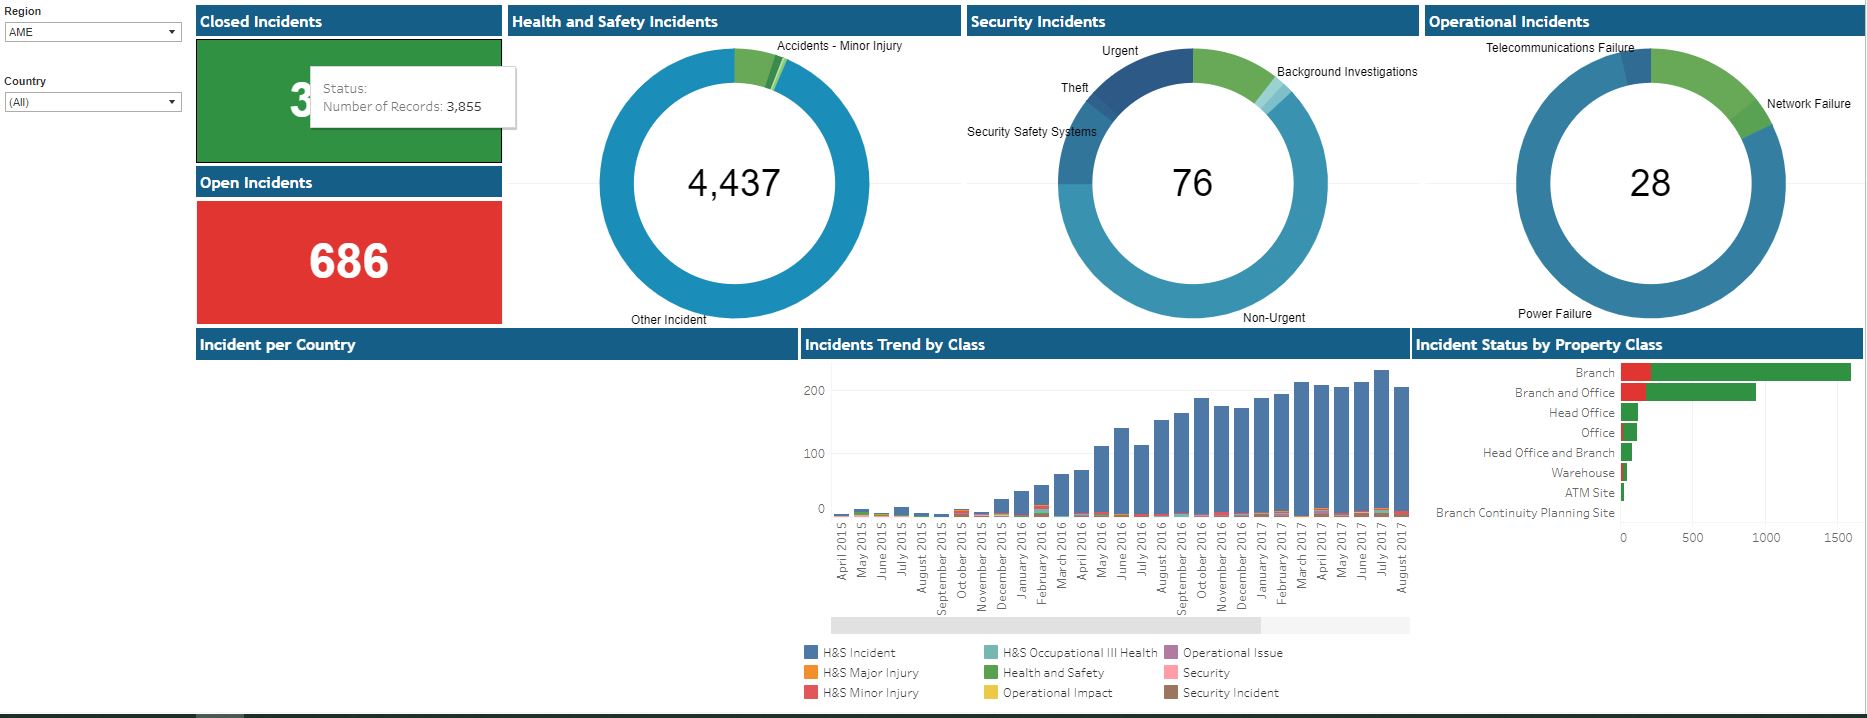 Region
AME
Country
(All)
Closed Incidents
3
Status:
Number of Records: 3,855
Open Incidents
686
Health and Safety Incidents
Accidents - Minor Injury
4,437
Other Incident
Security Incidents
Urgent
Background Investigations
Theft
Security Safety Systems
76
Non-Urgent
Operational Incidents
Telecommunications Failure
Network Failure
28
Power Failure
Incident per Country
Incidents Trend by Class
200
100
0
April 2015
May 2015
June 2015
July 2015
August 2015
September 2015
October 2015
November 2015
December 2015
January 2016
February 2016
March 2016
April 2016
May 2016
June 2016
July 2016
August 2016
September 2016
October 2016
November 2016
December 2016
January 2017
February 2017
March 2017
April 2017
May 2017
June 2017
July 2017
August 2017
H&S Incident
H&S Occupational Ill Health
Operational Issue
H&S Major Injury
Health and Safety
Security
H&S Minor Injury
Operational Impact
Security Incident
Incident Status by Property Class
Branch
Branch and Office
Head Office
Office
Head Office and Branch
Warehouse
ATM Site
Branch Continuity Planning Site
0
500
1000
1500